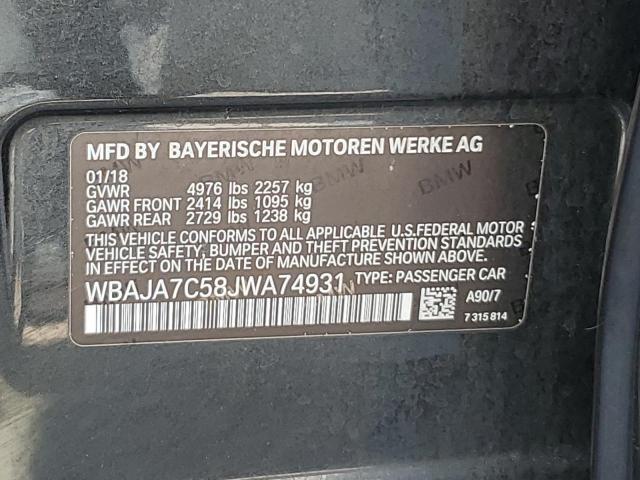 MFD BY BAYERISCHE MOTOREN WERKE AG
01/18
GVWR 4976 lbs 2257 kg
GAWR FRONT 2414 lbs 1095 kg
GAWR REAR 2729 lbs 1238 kg
THIS VEHICLE CONFORMS TO ALL APPLICABLE U.S.FEDERAL MOTOR
VEHICLE SAFETY, BUMPER AND THEFT PREVENTION STANDARDS
IN EFFECT ON THE DATE OF MANUFACTURE SHOWN ABOVE.
WBAJA7C58JWA74931 TYPE: PASSENGER CAR
A90/7
7 315 814
BMW
BMW
BMW